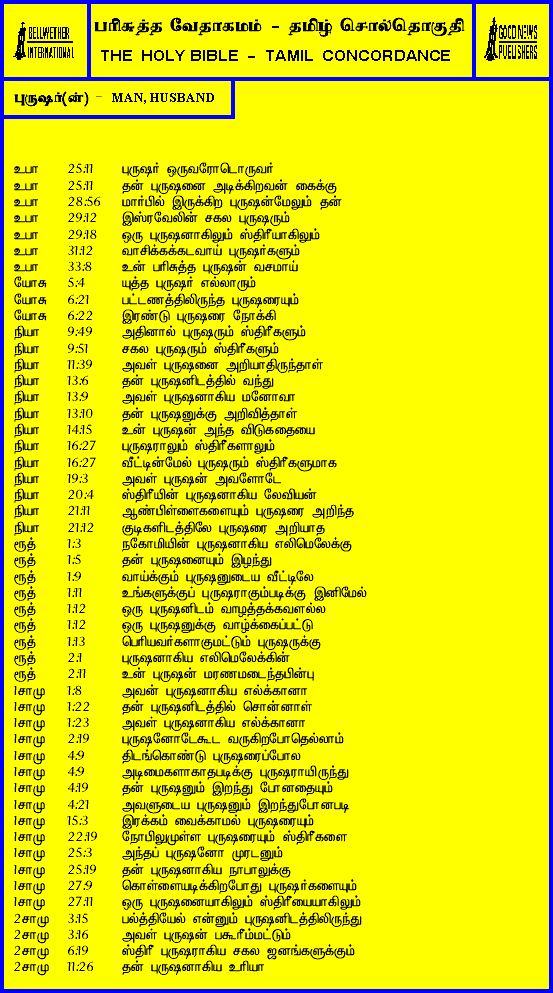 BELLWETHER INTERNATIONAL
பரிசுத்த வேதாகமம் - தமிழ் சொல்தொகுதி
THE HOLY BIBLE - TAMIL CONCORDANCE
GOOD NEWS PUBLISHERS
புருஷர்(ன்) - MAN, HUSBAND
உபா 25:11 புருஷர் ஒருவரோடொருவர்
உபா 25:11 தன் புருஷனை அடிக்கிறவன் கைக்கு
உபா 28:56 மார்பில் இருக்கிற புருஷன்மேலும் தன்
உபா 29:12 இஸ்ரவேலின் சகல புருஷரும்
உபா 29:18 ஒரு புருஷனாகிலும் ஸ்திரீயாகிலும்
உபா 31:12 வாசிக்கக்கடவாய் புருஷர்களும்
உபா 33:8 உன் பரிசுத்த புருஷன் வசமாய்
யோசு 5:4 யுத்த புருஷர் எல்லாரும்
யோசு 6:21 பட்டணத்திலிருந்த புருஷரையும்
யோசு 6:22 இரண்டு புருஷரை நோக்கி
நியா 9:49 அதினால் புருஷரும் ஸ்திரீகளும்
நியா 9:51 சகல புருஷரும் ஸ்திரீகளும்
நியா 11:39 அவள் புருஷனை அறியாதிருந்தாள்
நியா 13:6 தன் புருஷனிடத்தில் வந்து
நியா 13:9 அவள் புருஷனாகிய மனோவா
நியா 13:10 தன் புருஷனுக்கு அறிவித்தாள்
நியா 14:15 உன் புருஷன் அந்த விடுகதையை
நியா 16:27 புருஷராலும் ஸ்திரீகளாலும்
நியா 16:27 வீட்டின்மேல் புருஷரும் ஸ்திரீகளுமாக
நியா 19:3 அவள் புருஷன் அவளோடே
நியா 20:4 ஸ்திரீயின் புருஷனாகிய லேவியன்
நியா 21:11 ஆண்பிள்ளைகளையும் புருஷரை அறிந்த
நியா 21:12 குடிகளிடத்திலே புருஷரை அறியாத
ரூத் 1:3 நகோமியின் புருஷனாகிய எலிமெலேக்கு
ரூத் 1:5 தன் புருஷனையும் இழந்து
ரூத் 1:9 வாய்க்கும் புருஷனுடைய வீட்டிலே
ரூத் 1:11 உங்களுக்குப் புருஷராகும்படிக்கு இனிமேல்
ரூத் 1:12 ஒரு புருஷனிடம் வாழத்தக்கவளல்ல
ரூத் 1:12 ஒரு புருஷனுக்கு வாழ்க்கைப்பட்டு
ரூத் 1:13 பெரியவர்களாகுமட்டும் புருஷருக்கு
ரூத் 2:1 புருஷனாகிய எலிமெலேக்கின்
ரூத் 2:11 உன் புருஷன் மரணமடைந்தபின்பு
1சாமு 1:8 அவன் புருஷனாகிய எல்க்கானா
1சாமு 1:22 தன் புருஷனிடத்தில் சொன்னாள்
1சாமு 1:23 அவள் புருஷனாகிய எல்க்கானா
1சாமு 2:19 புருஷனோடேகூட வருகிறபோதெல்லாம்
1சாமு 4:9 திடங்கொண்டு புருஷரைப்போல
1சாமு 4:9 அடிமைகளாகாதபடிக்கு புருஷராயிருந்து
1சாமு 4:19 தன் புருஷனும் இறந்து போனதையும்
1சாமு 4:21 அவளுடைய புருஷனும் இறந்துபோனபடி
1சாமு 15:3 இரக்கம் வைக்காமல் புருஷரையும்
1சாமு 22:19 நோபிலுமுள்ள புருஷரையும் ஸ்திரீகளை
1சாமு 25:3 அந்தப் புருஷனோ முரடனும்
1சாமு 25:19 தன் புருஷனாகிய நாபாலுக்கு
1சாமு 27:9 கொள்ளையடிக்கிறபோது புருஷர்களையும்
1சாமு 27:11 ஒரு புருஷனையாகிலும் ஸ்திரீயையாகிலும்
2சாமு 3:15 பல்த்தியேல் என்னும் புருஷனிடத்திலிருந்து
2சாமு 3:16 அவள் புருஷன் பகூரீம்மட்டும்
2சாமு 6:19 ஸ்திரீ புருஷராகிய சகல ஜனங்களுக்கும்
2சாமு 11:26 தன் புருஷனாகிய உரியா